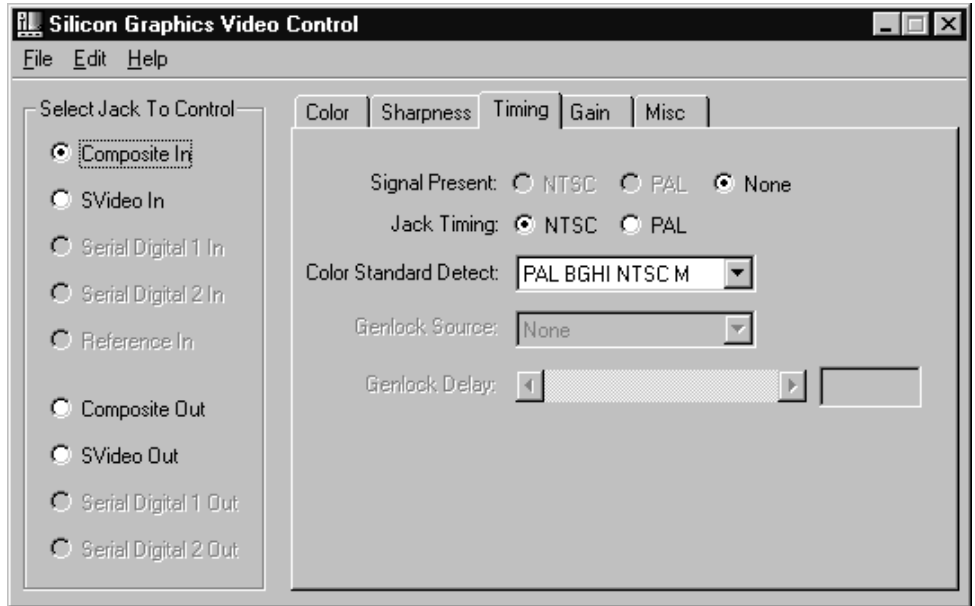 Silicon Graphics Video Control
File Edit Help
Select Jack To Control
Composite In
SVideo In
Serial Digital 1 In
Serial Digital 2 In
Reference In
Composite Out
SVideo Out
Serial Digital 1 Out
Serial Digital 2 Out
Color Sharpness Timing Gain Misc
Signal Present: NTSC PAL None
Jack Timing: NTSC PAL
Color Standard Detect: PAL BGHI NTSC M
Genlock Source: None
Genlock Delay: